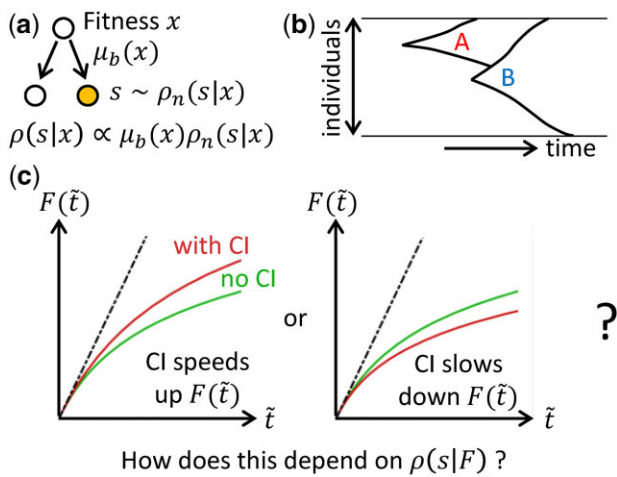 (a) Fitness x
μ_b(x)
s ~ ρ_n(s|x)
ρ(s|x) ∝ μ_b(x)ρ_n(s|x)
(b)
individuals
A
B
time
(c)
F(t̃)
with CI
no CI
CI speeds
up F(t̃)
t̃
or
F(t̃)
CI slows
down F(t̃)
t̃
?
How does this depend on ρ(s|F) ?